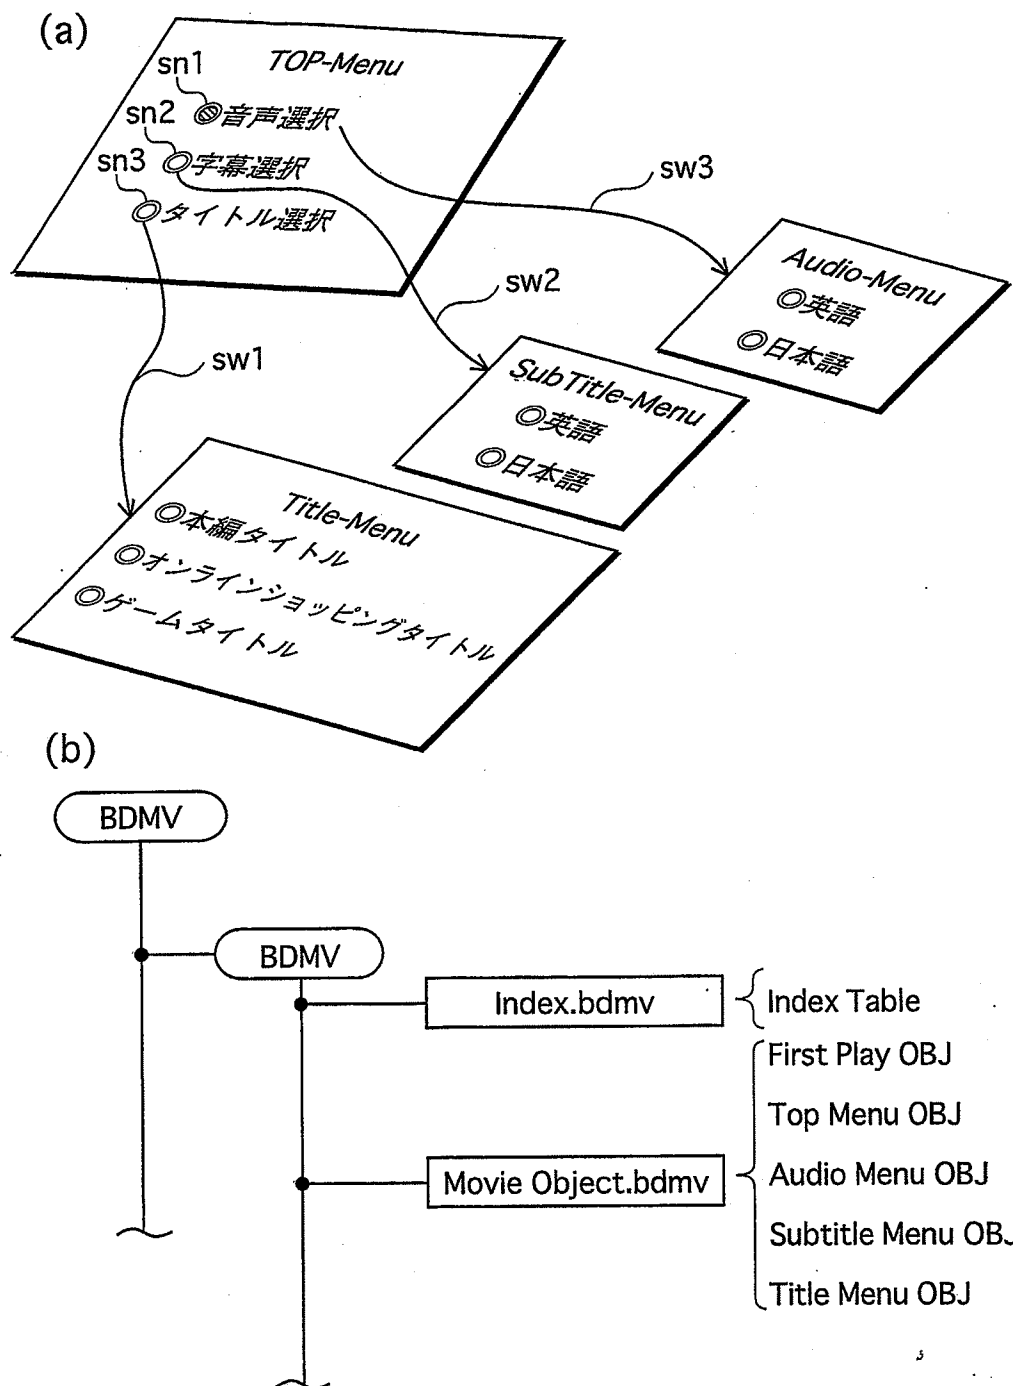 (a)
TOP-Menu
sn1
音声選択
sn2
字幕選択
sn3
タイトル選択
sw3
sw2
sw1
Audio-Menu
英語
日本語
SubTitle-Menu
英語
日本語
Title-Menu
本編タイトル
オンラインショッピングタイトル
ゲームタイトル
(b)
BDMV
BDMV
Index.bdmv
Index Table
First Play OBJ
Top Menu OBJ
Movie Object.bdmv
Audio Menu OBJ
Subtitle Menu OBJ
Title Menu OBJ